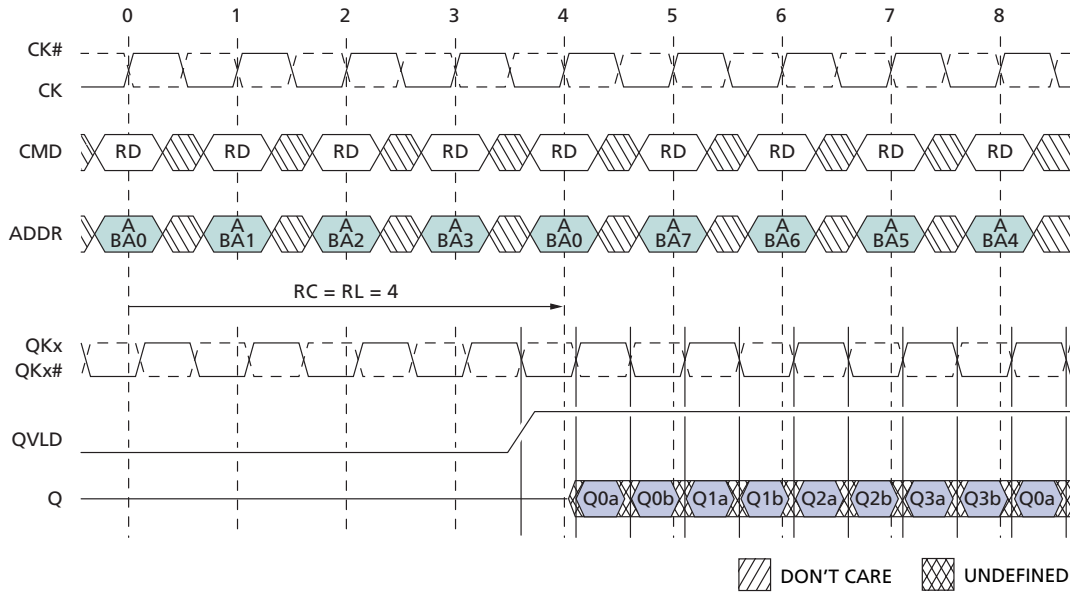 0 1 2 3 4 5 6 7 8
CK#
CK
CMD RD RD RD RD RD RD RD RD RD
ADDR A A A A A A A A A
BA0 BA1 BA2 BA3 BA0 BA7 BA6 BA5 BA4
RC = RL = 4
QKx
QKx#
QVLD
Q Q0a Q0b Q1a Q1b Q2a Q2b Q3a Q3b Q0a
DON'T CARE UNDEFINED